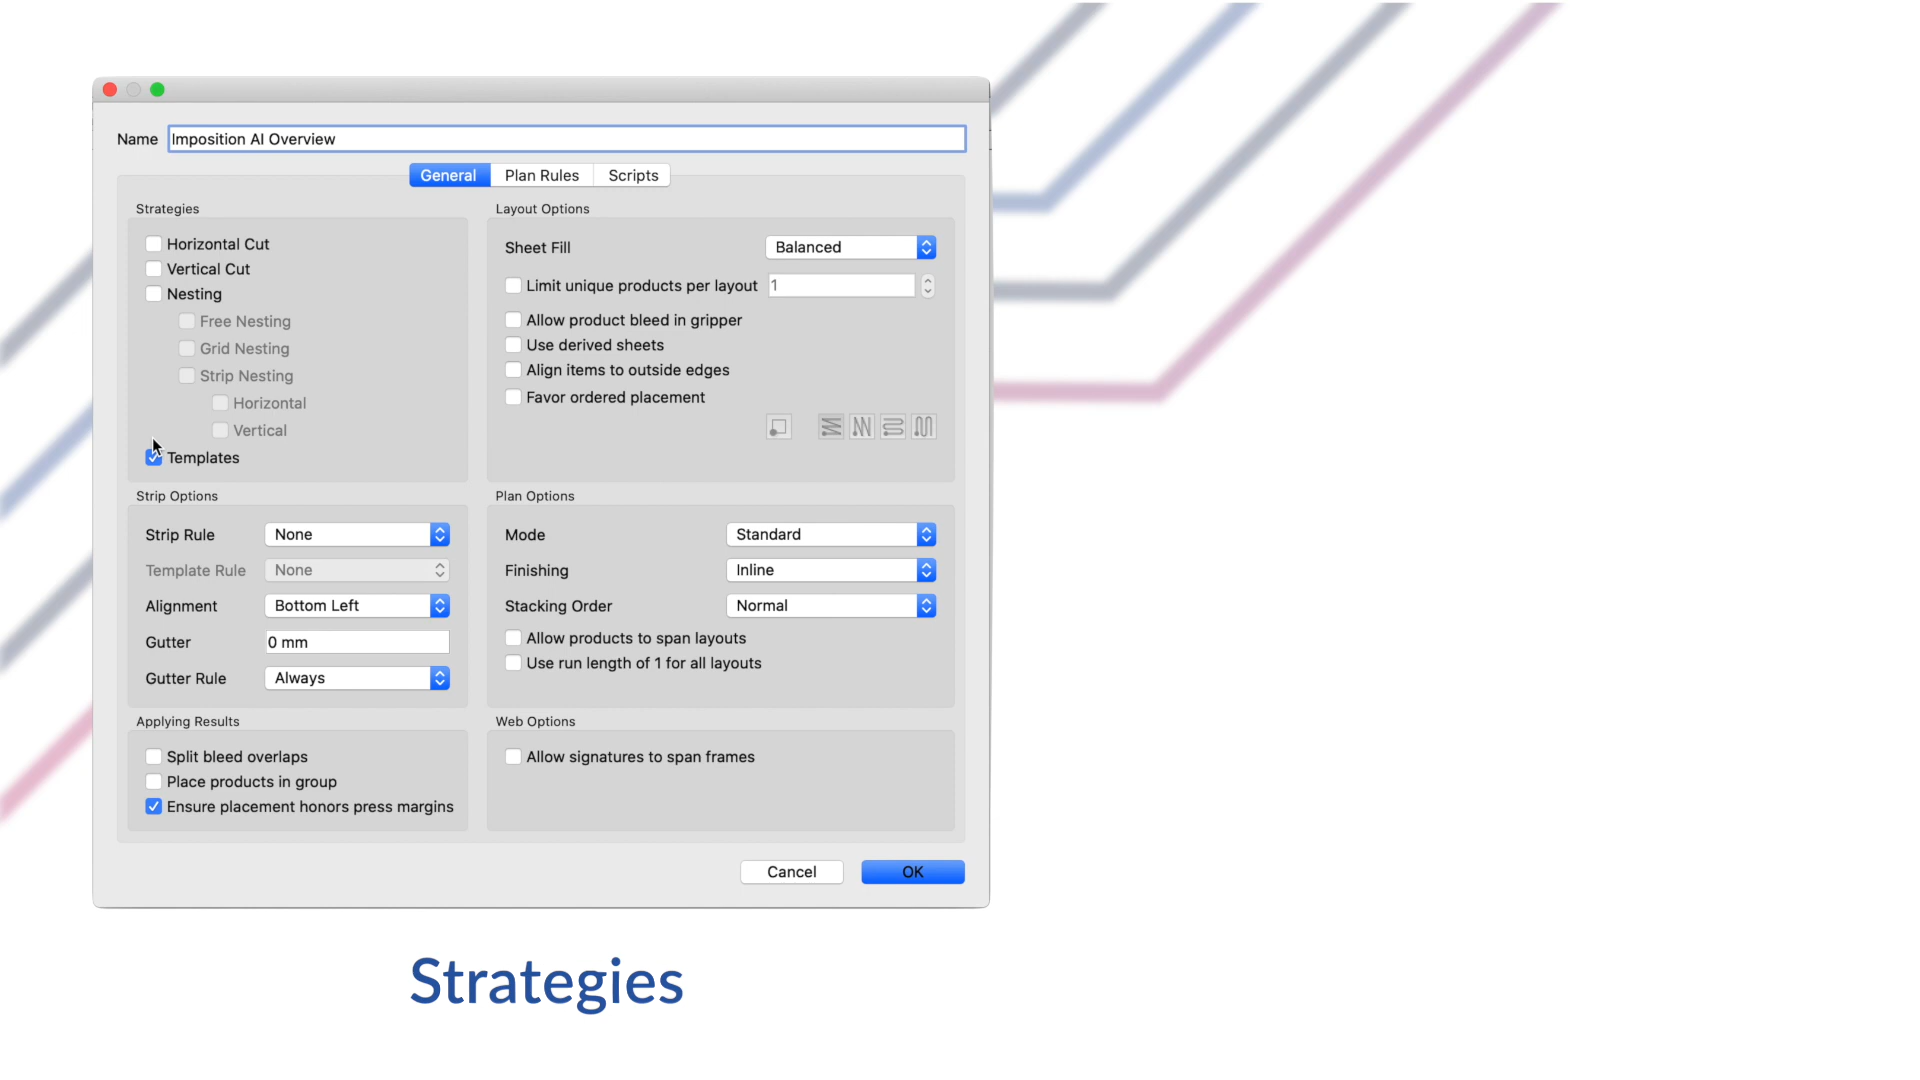 Name Imposition AI Overview
General Plan Rules Scripts
Strategies
Horizontal Cut
Vertical Cut
Nesting
Free Nesting
Grid Nesting
Strip Nesting
Horizontal
Vertical
Templates
Layout Options
Sheet Fill Balanced
Limit unique products per layout 1
Allow product bleed in gripper
Use derived sheets
Align items to outside edges
Favor ordered placement
Strip Options
Strip Rule None
Template Rule None
Alignment Bottom Left
Gutter 0 mm
Gutter Rule Always
Plan Options
Mode Standard
Finishing Inline
Stacking Order Normal
Allow products to span layouts
Use run length of 1 for all layouts
Applying Results
Split bleed overlaps
Place products in group
Ensure placement honors press margins
Web Options
Allow signatures to span frames
Cancel OK
Strategies